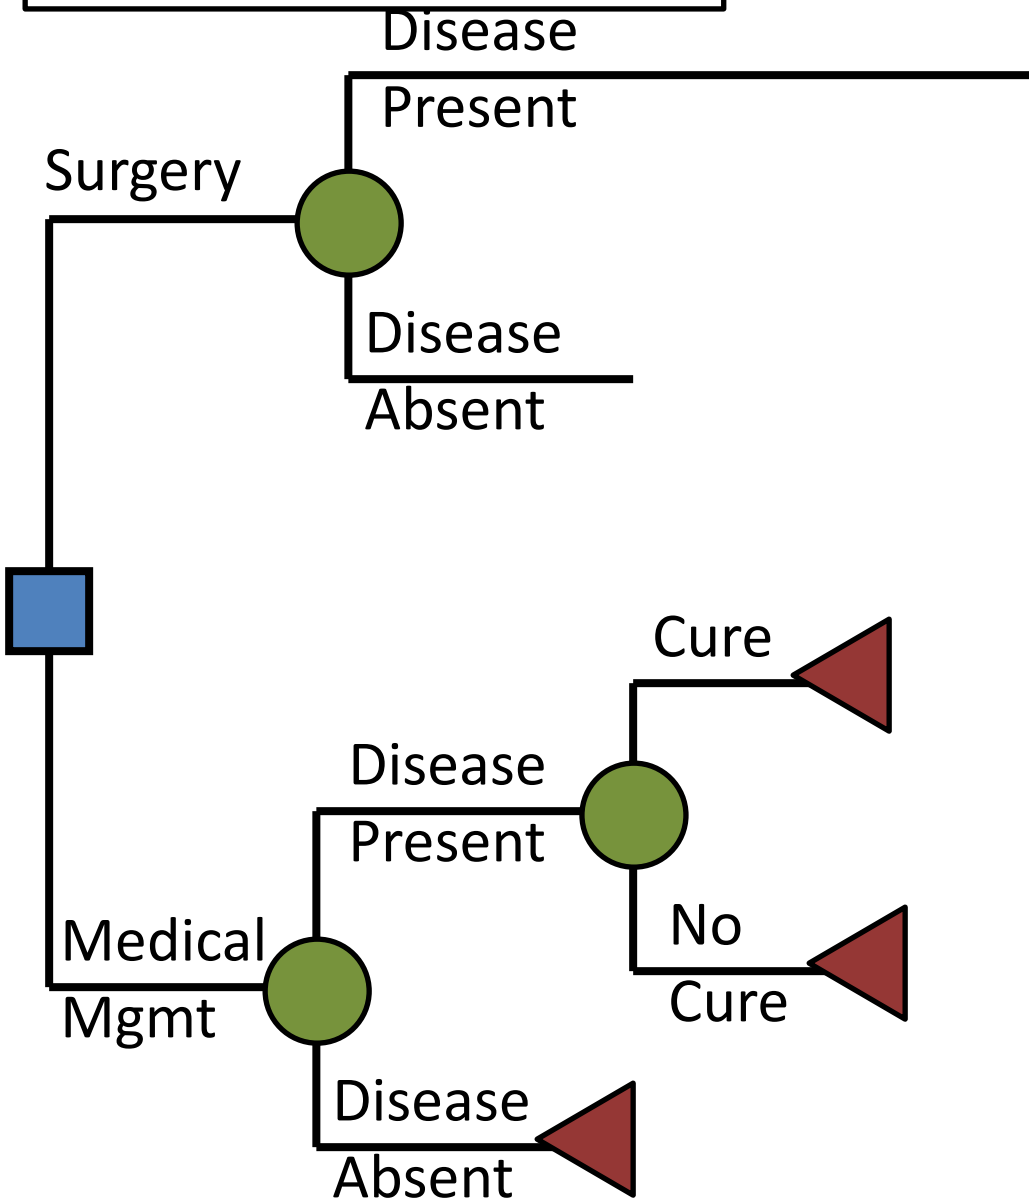 Disease
Present
Surgery
Disease
Absent
Cure
Disease
Present
No
Cure
Medical
Mgmt
Disease
Absent